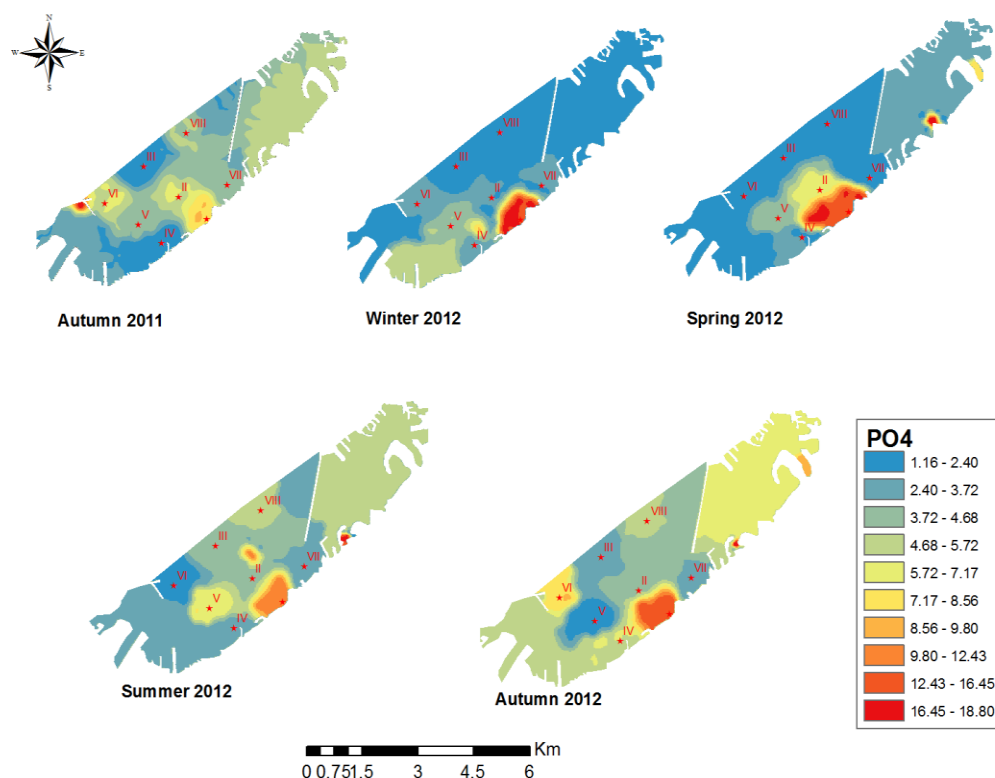 N
W E
S
VIII
III
VII
VI
II
V
IV
Autumn 2011
VIII
III
VII
VI
II
V
IV
Winter 2012
VIII
III
VII
VI
II
V
IV
Spring 2012
VIII
III
VII
VI
II
V
IV
Summer 2012
VIII
III
VII
VI
II
V
IV
Autumn 2012
PO4
1.16 - 2.40
2.40 - 3.72
3.72 - 4.68
4.68 - 5.72
5.72 - 7.17
7.17 - 8.56
8.56 - 9.80
9.80 - 12.43
12.43 - 16.45
16.45 - 18.80
Km
0 0.751.5 3 4.5 6